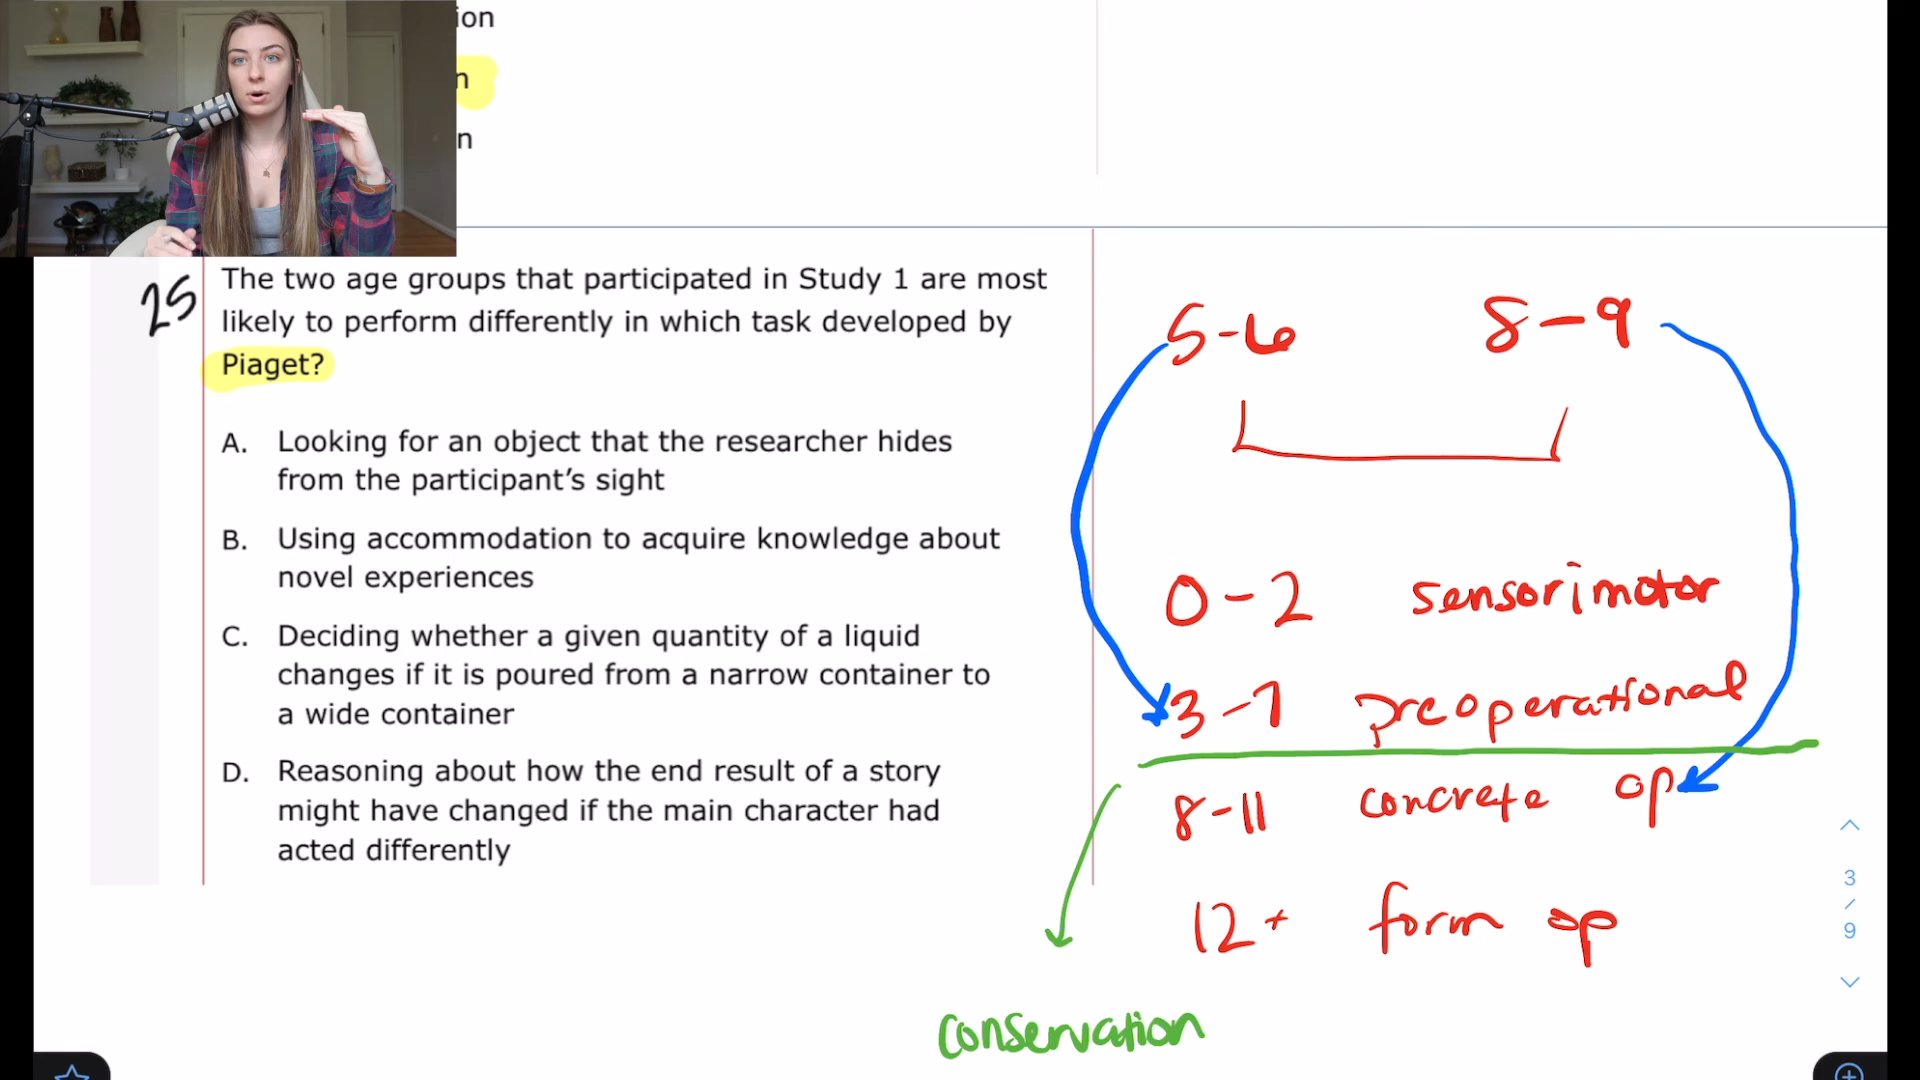 ion
n
n
25
The two age groups that participated in Study 1 are most
likely to perform differently in which task developed by
Piaget?
A. Looking for an object that the researcher hides
from the participant's sight
B. Using accommodation to acquire knowledge about
novel experiences
C. Deciding whether a given quantity of a liquid
changes if it is poured from a narrow container to
a wide container
D. Reasoning about how the end result of a story
might have changed if the main character had
acted differently
5-6 8-9
0-2 sensorimotor
3-7 preoperational
8-11 concrete op
12+ form op
conservation
3
/
9